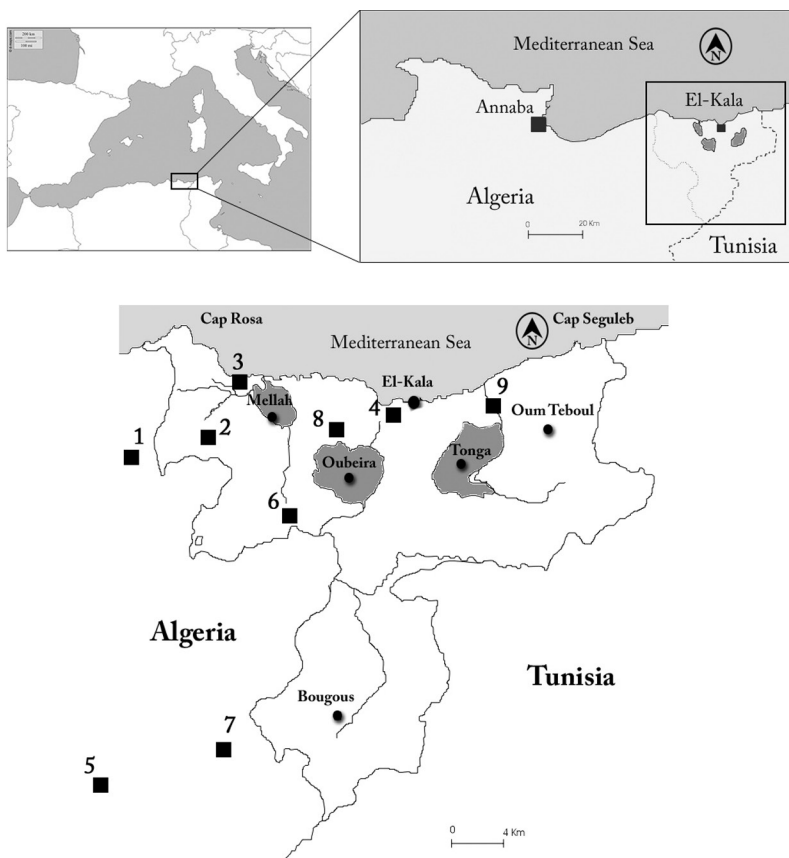 200 km
Mediterranean Sea
N
El-Kala
Annaba
Algeria
0 20 Km
Tunisia
Cap Rosa
Mediterranean Sea
N
Cap Seguleb
3
El-Kala
Mellah
9
4
8
Oum Teboul
2
1
Tonga
Oubeira
6
Algeria
Tunisia
Bougous
7
5
0 4 Km